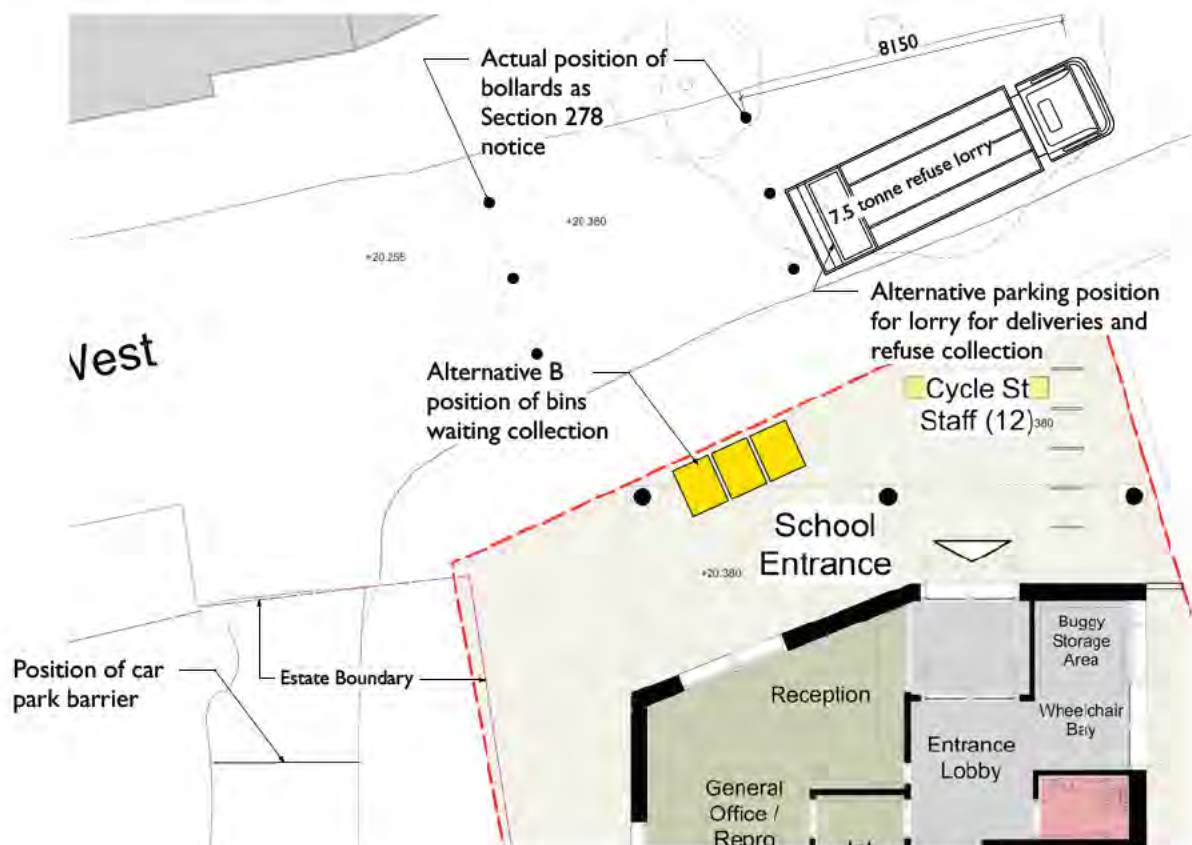 Actual position of
bollards as
Section 278
notice
8150
7.5 tonne refuse lorry
+20.380
+20.255
Alternative parking position
for lorry for deliveries and
refuse collection
Vest
Alternative B
position of bins
waiting collection
Cycle St
Staff (12)
380
School
Entrance
+20.380
Position of car
park barrier
Estate Boundary
Buggy
Storage
Area
Reception
Wheelchair
Bay
Entrance
Lobby
General
Office /
Repro